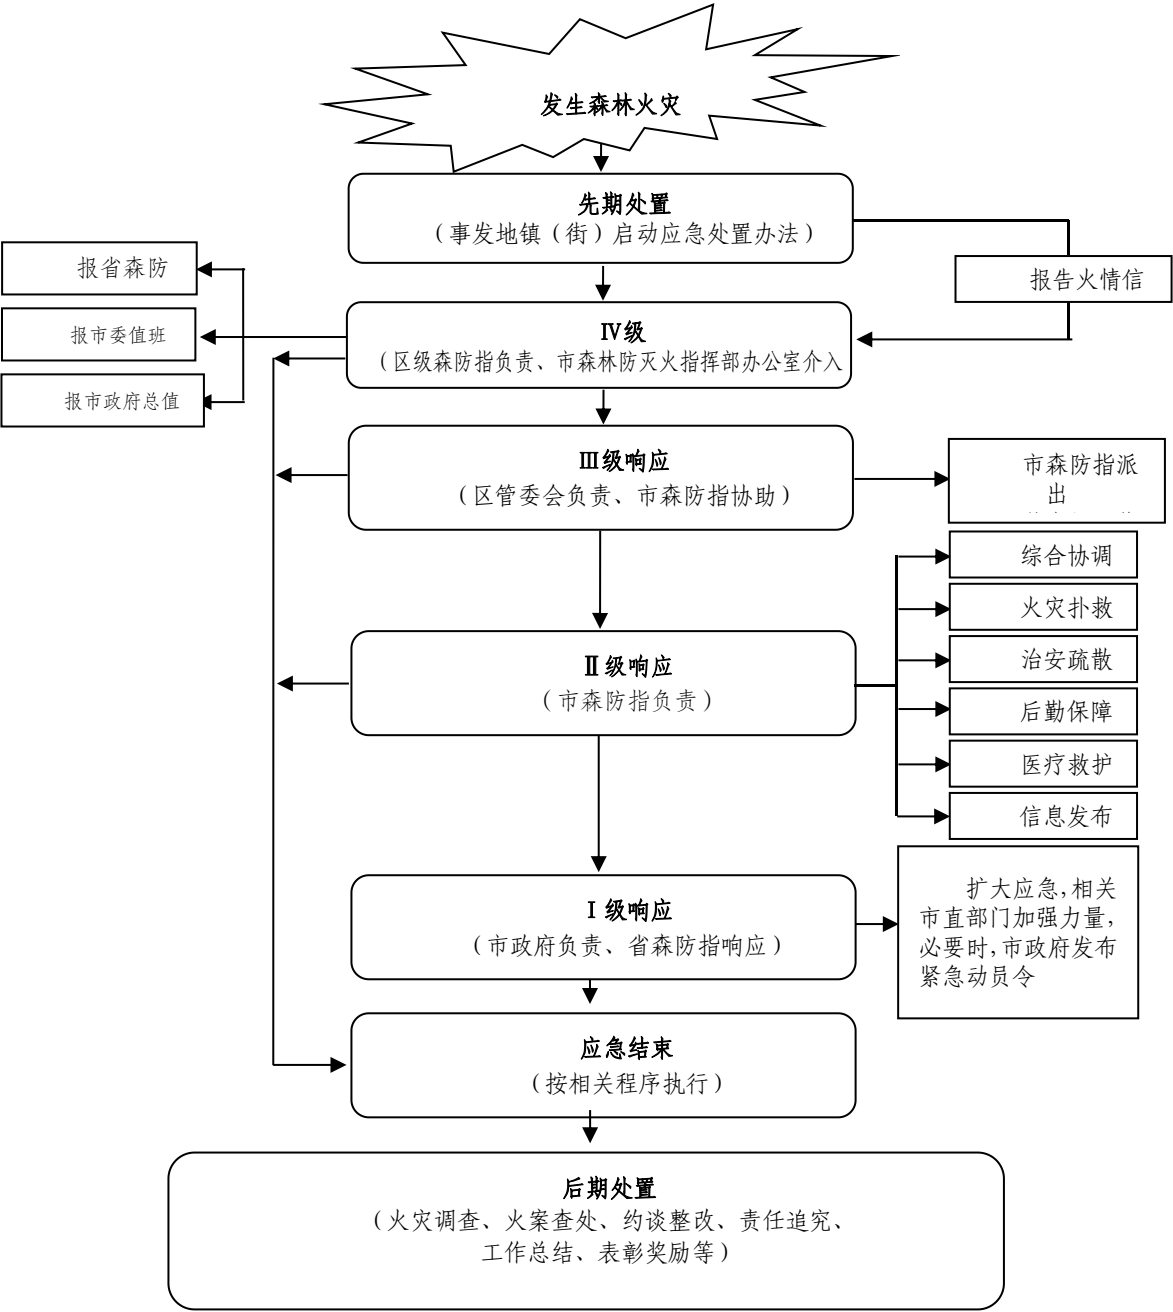 发生森林火灾
先期处置
（事发地镇（街）启动应急处置办法）
报省森防
报告火情信
报市委值班
Ⅳ级
（区级森防指负责、市森林防灭火指挥部办公室介入
报市政府总值
Ⅲ级响应
（区管委会负责、市森防指协助）
市森防指派
出
综合协调
火灾扑救
治安疏散
Ⅱ级响应
（市森防指负责）
后勤保障
医疗救护
信息发布
Ⅰ级响应
（市政府负责、省森防指响应）
扩大应急，相关
市直部门加强力量，
必要时，市政府发布
紧急动员令
应急结束
（按相关程序执行）
后期处置
（火灾调查、火案查处、约谈整改、责任追究、
工作总结、表彰奖励等）